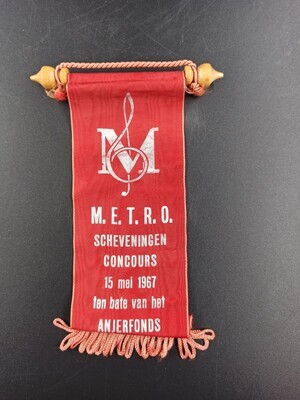 M
M. E. T. R. O.
SCHEVENINGEN
CONCOURS
15 mei 1967
ten bate van het
ANJERFONDS